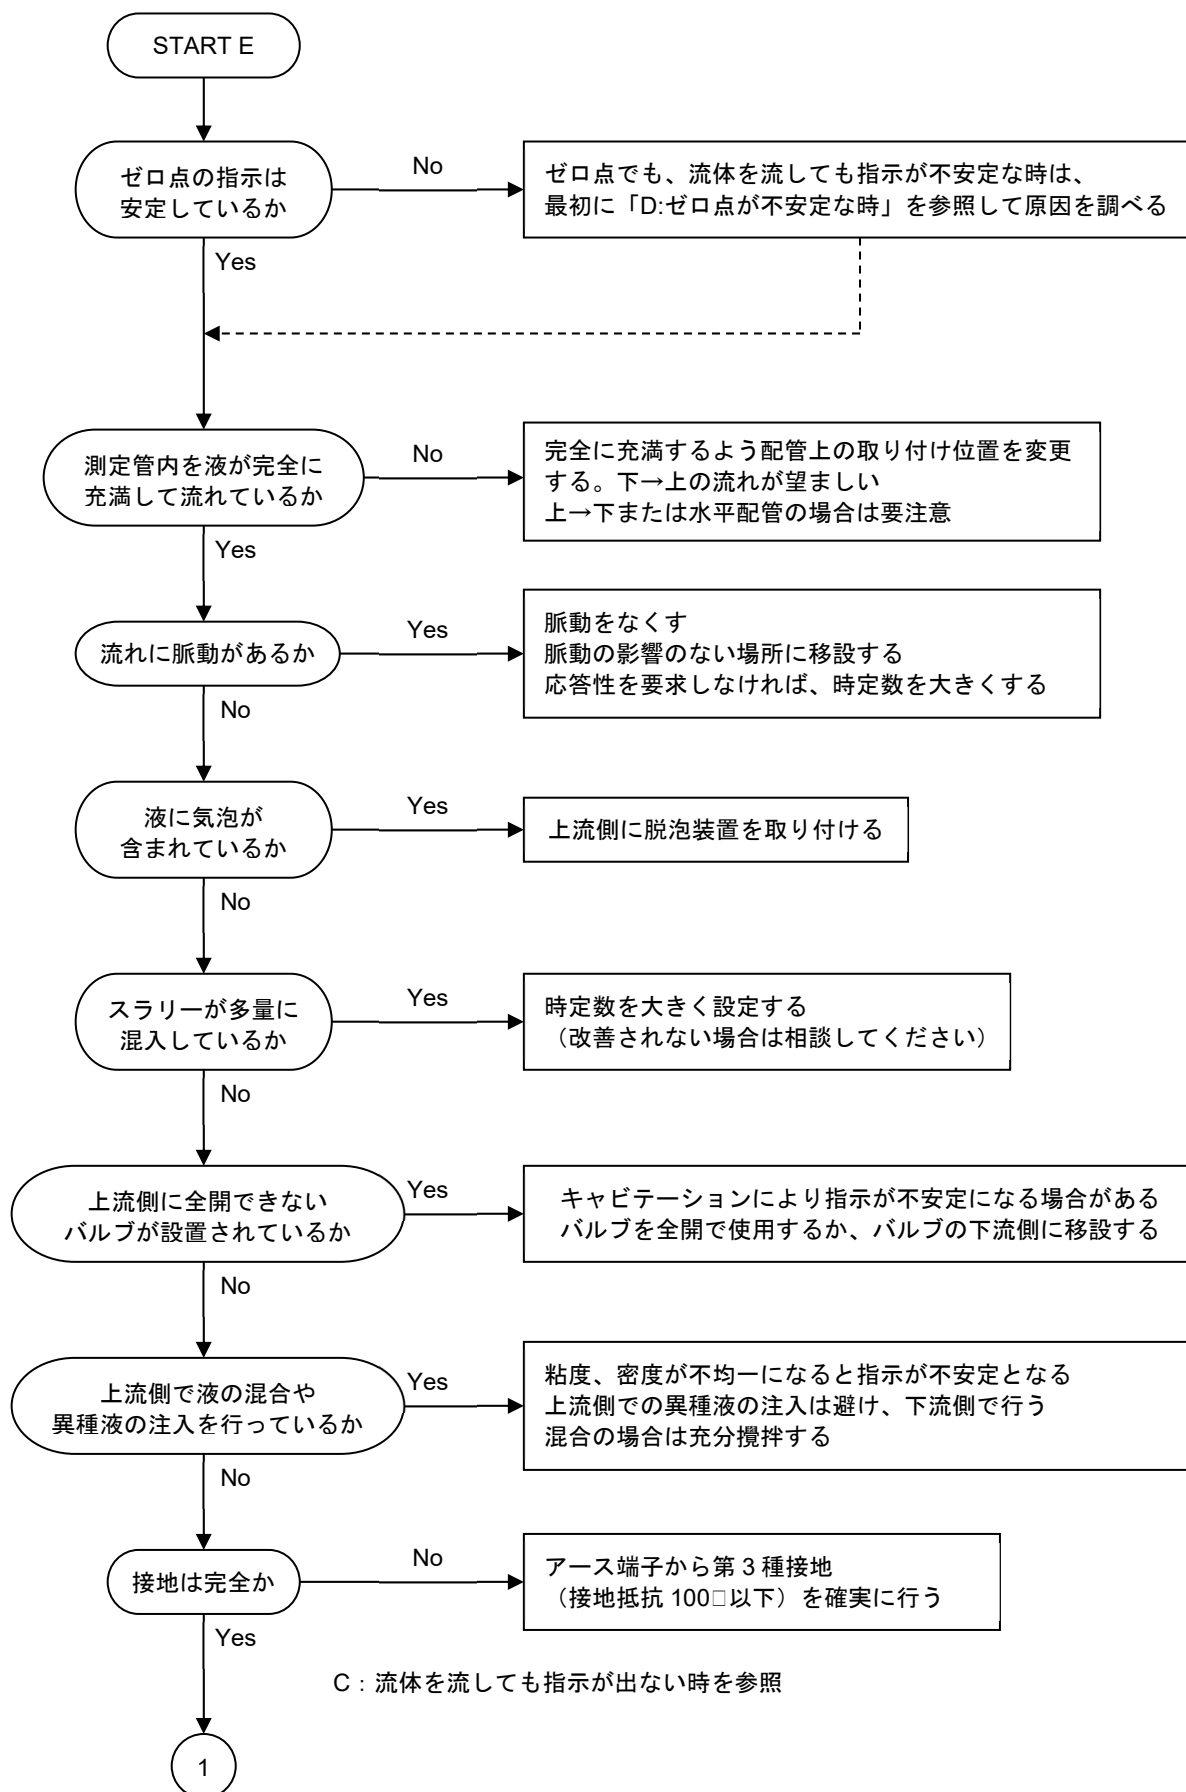 START E
ゼロ点の指示は
安定しているか
No
ゼロ点でも、流体を流しても指示が不安定な時は、
最初に「D:ゼロ点が不安定な時」を参照して原因を調べる
Yes
測定管内を液が完全に
充満して流れているか
No
完全に充満するよう配管上の取り付け位置を変更
する。下→上の流れが望ましい
上→下または水平配管の場合は要注意
Yes
流れに脈動があるか
Yes
脈動をなくす
脈動の影響のない場所に移設する
応答性を要求しなければ、時定数を大きくする
No
液に気泡が
含まれているか
Yes
上流側に脱泡装置を取り付ける
No
スラリーが多量に
混入しているか
Yes
時定数を大きく設定する
（改善されない場合は相談してください）
No
上流側に全開できない
バルブが設置されているか
Yes
キャビテーションにより指示が不安定になる場合がある
バルブを全開で使用するか、バルブの下流側に移設する
No
上流側で液の混合や
異種液の注入を行っているか
Yes
粘度、密度が不均一になると指示が不安定となる
上流側での異種液の注入は避け、下流側で行う
混合の場合は充分攪拌する
No
接地は完全か
No
アース端子から第 3 種接地
（接地抵抗 100□以下）を確実に行う
Yes
C：流体を流しても指示が出ない時を参照
1